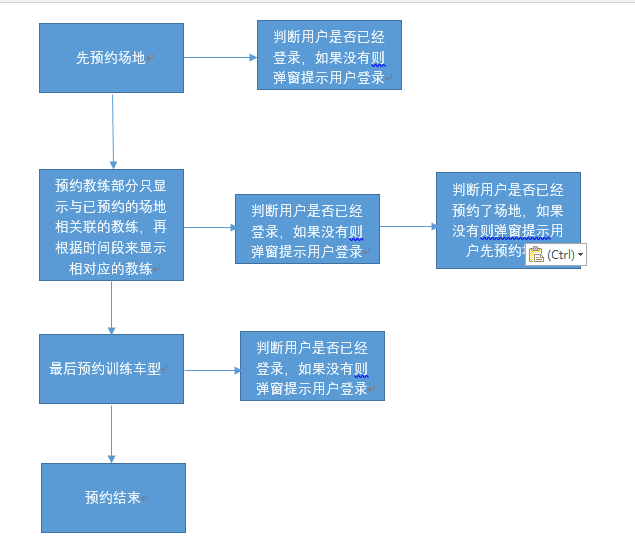 先预约场地
判断用户是否已经
登录，如果没有则
弹窗提示用户登录
预约教练部分只显
示与已预约的场地
相关联的教练，再
根据时间段来显示
相对应的教练
判断用户是否已经
登录，如果没有则
弹窗提示用户登录
判断用户是否已经
预约了场地，如果
没有则弹窗提示用
户先预约
(Ctrl)
最后预约训练车型
判断用户是否已经
登录，如果没有则
弹窗提示用户登录
预约结束